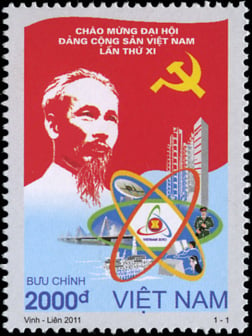 CHÀO MỪNG ĐẠI HỘI
ĐẢNG CỘNG SẢN VIỆT NAM
LẦN THỨ XI
BƯU CHÍNH
2000đ
VIỆT NAM
Vinh - Liên 2011
1 - 1